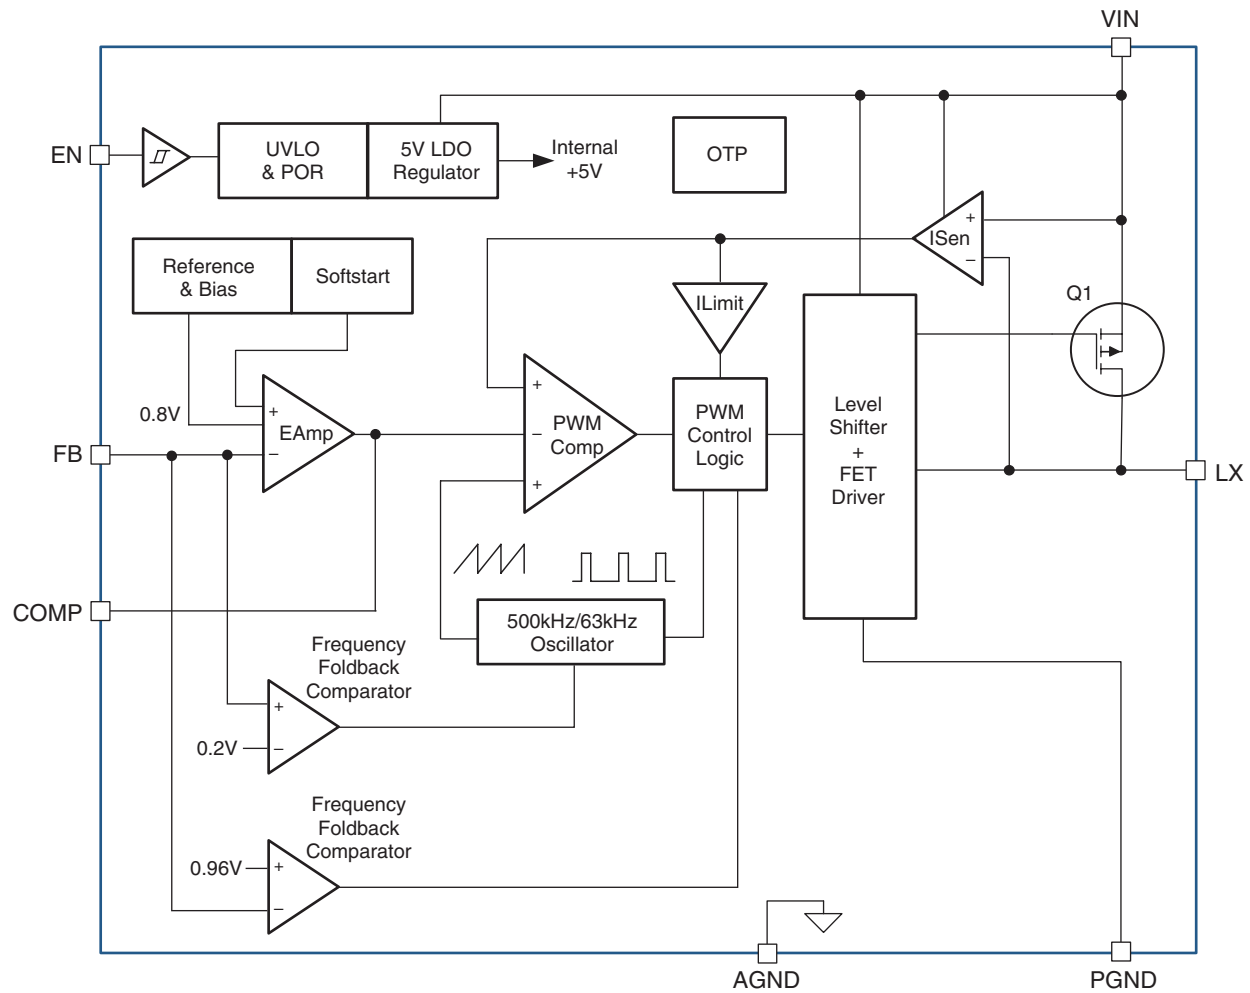 VIN
EN
UVLO
& POR
5V LDO
Regulator
Internal
+5V
OTP
+
ISen
–
Reference
& Bias
Softstart
ILimit
Q1
0.8V
+
EAmp
–
+
–
PWM
Comp
+
PWM
Control
Logic
Level
Shifter
+
FET
Driver
FB
LX
COMP
500kHz/63kHz
Oscillator
Frequency
Foldback
Comparator
+
0.2V
–
Frequency
Foldback
Comparator
0.96V
+
–
AGND
PGND